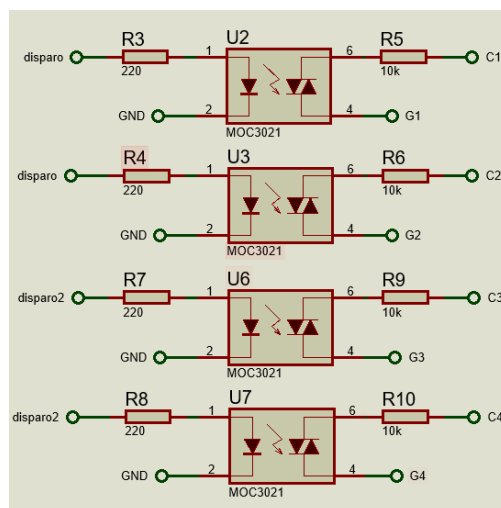 R3 U2 R5
disparo 1 6 C1
220 10k
GND 2 4 G1
MOC3021
R4 U3 R6
disparo 1 6 C2
220 10k
GND 2 4 G2
MOC3021
R7 U6 R9
disparo2 1 6 C3
220 10k
GND 2 4 G3
MOC3021
R8 U7 R10
disparo2 1 6 C4
220 10k
GND 2 4 G4
MOC3021